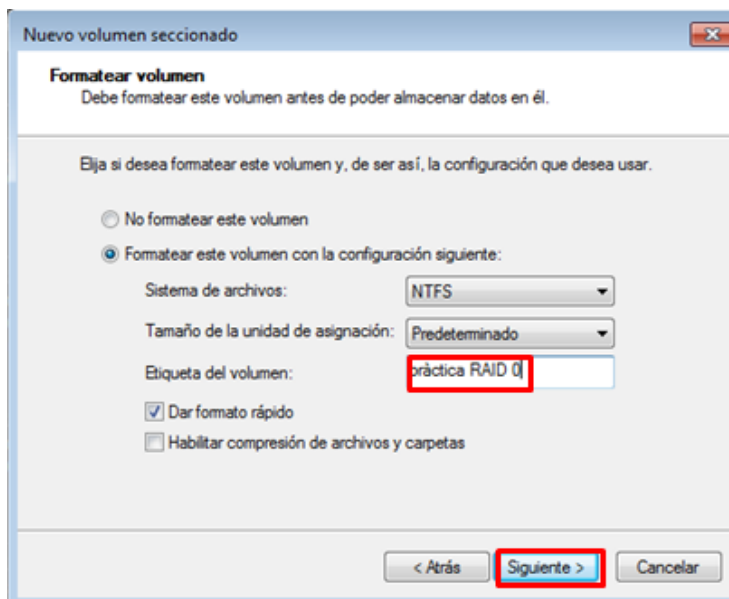 Nuevo volumen seccionado
Formatear volumen
Debe formatear este volumen antes de poder almacenar datos en él.
Elija si desea formatear este volumen y, de ser así, la configuración que desea usar.
No formatear este volumen
Formatear este volumen con la configuración siguiente:
Sistema de archivos: NTFS
Tamaño de la unidad de asignación: Predeterminado
Etiqueta del volumen: pràctica RAID 0
Dar formato rápido
Habilitar compresión de archivos y carpetas
< Atrás Siguiente > Cancelar